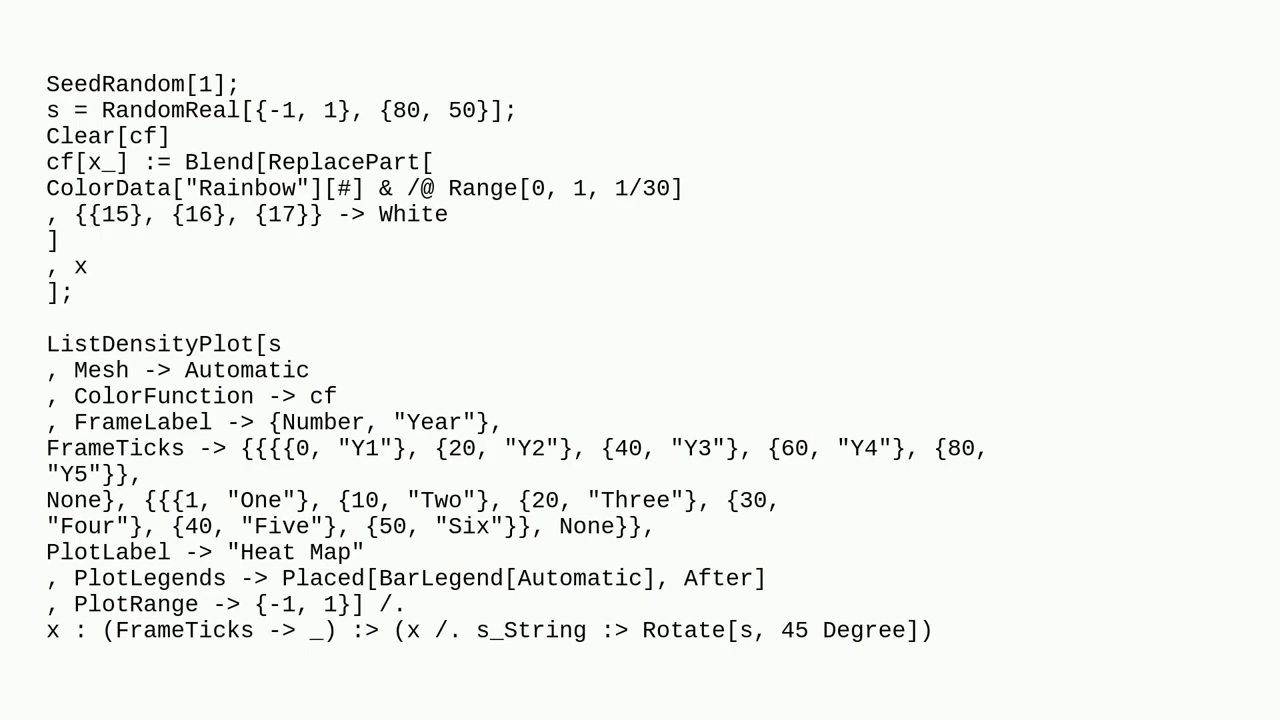 SeedRandom[1];
s = RandomReal[{-1, 1}, {80, 50}];
Clear[cf]
cf[x_] := Blend[ReplacePart[
ColorData["Rainbow"][#] & /@ Range[0, 1, 1/30]
, {{15}, {16}, {17}} -> White
]
, x
];

ListDensityPlot[s
, Mesh -> Automatic
, ColorFunction -> cf
, FrameLabel -> {Number, "Year"},
FrameTicks -> {{{{0, "Y1"}, {20, "Y2"}, {40, "Y3"}, {60, "Y4"}, {80,
"Y5"}},
None}, {{{1, "One"}, {10, "Two"}, {20, "Three"}, {30,
"Four"}, {40, "Five"}, {50, "Six"}}, None}},
PlotLabel -> "Heat Map"
, PlotLegends -> Placed[BarLegend[Automatic], After]
, PlotRange -> {-1, 1}] /.
x : (FrameTicks -> _) :> (x /. s_String :> Rotate[s, 45 Degree])